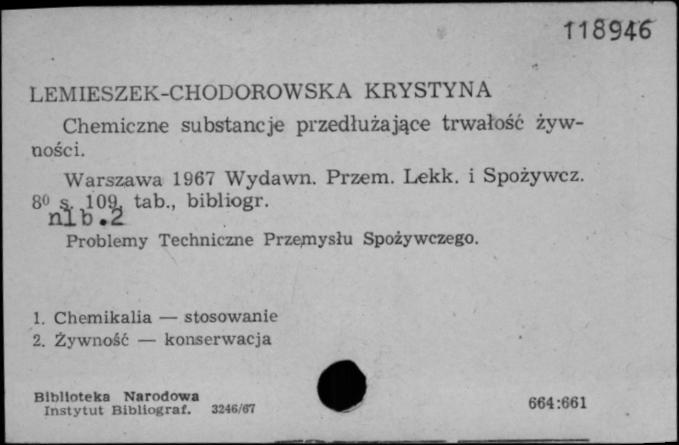 118946
LEMIESZEK-CHODOROWSKA KRYSTYNA
Chemiczne substancje przedłużające trwałość żyw-
ności.
Warszawa 1967 Wydawn. Przem. Lekk. i Spożywcz.
8⁰ s. 109, tab., bibliogr.
nlb.2
Problemy Techniczne Przemysłu Spożywczego.
1. Chemikalia — stosowanie
2. Żywność — konserwacja
Biblioteka Narodowa
Instytut Bibliograf. 3246/67
664:661